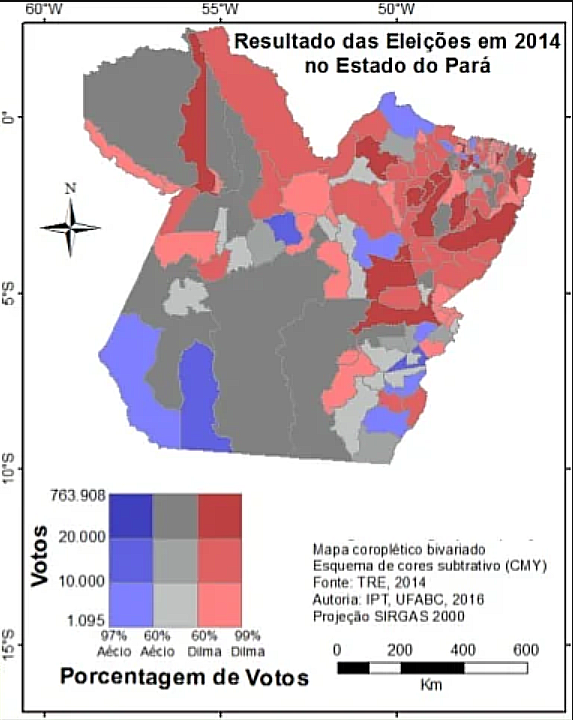 60°W 55°W 50°W
Resultado das Eleições em 2014
no Estado do Pará
0°
N
5°S
10°S
15°S
Votos
763.908
20.000
10.000
1.095
97% 60% 60% 99%
Aécio Aécio Dilma Dilma
Porcentagem de Votos
Mapa coroplético bivariado
Esquema de cores subtrativo (CMY)
Fonte: TRE, 2014
Autoria: IPT, UFABC, 2016
Projeção SIRGAS 2000
0 200 400 600
Km